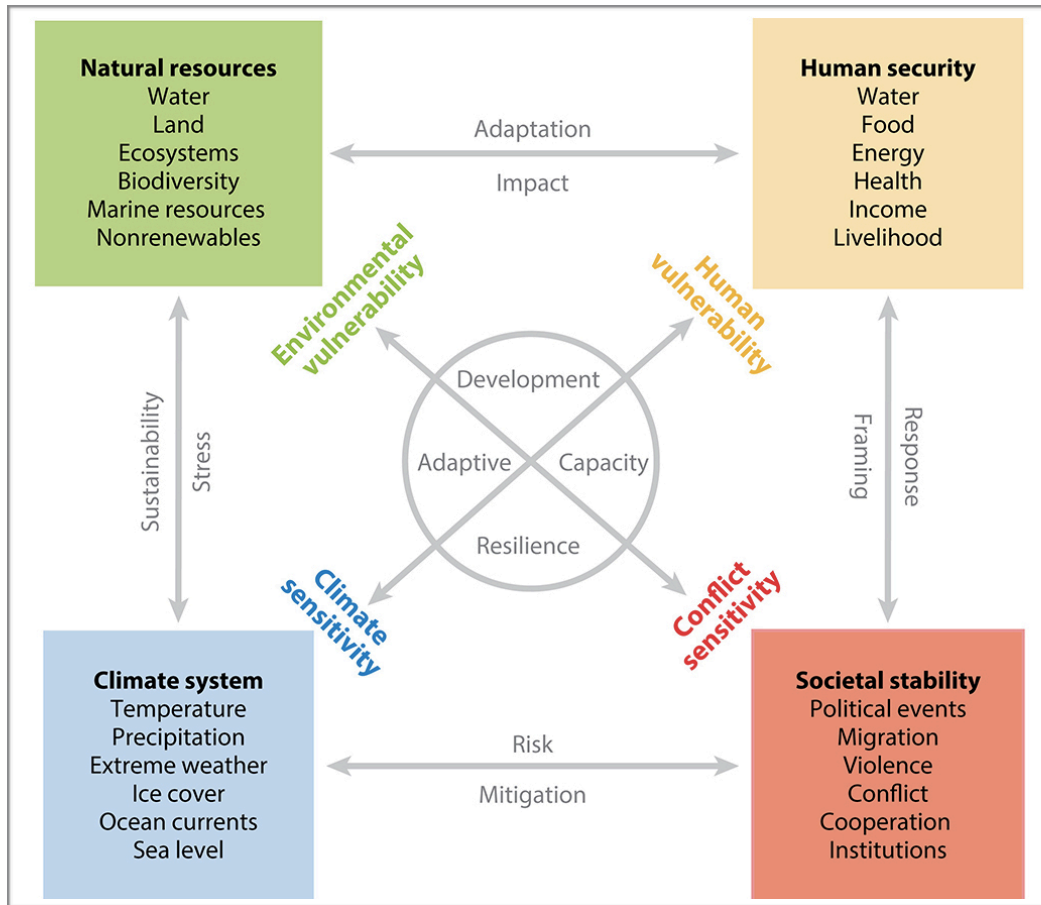 Natural resources
Water
Land
Ecosystems
Biodiversity
Marine resources
Nonrenewables
Adaptation
Impact
Human security
Water
Food
Energy
Health
Income
Livelihood
Environmental
vulnerability
Human
vulnerability
Sustainability
Stress
Development
Adaptive Capacity
Resilience
Framing
Response
Climate
sensitivity
Conflict
sensitivity
Climate system
Temperature
Precipitation
Extreme weather
Ice cover
Ocean currents
Sea level
Risk
Mitigation
Societal stability
Political events
Migration
Violence
Conflict
Cooperation
Institutions